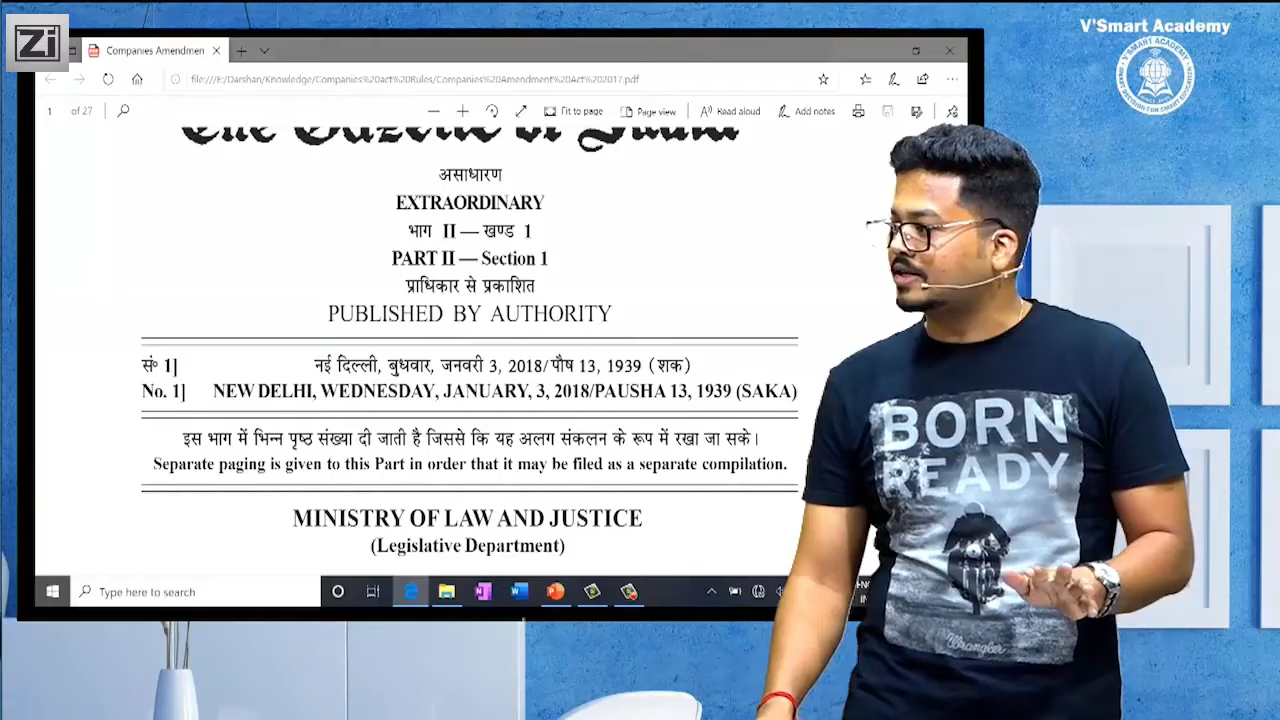 V'Smart Academy
Zi
Companies Amendmen
file:///E:/Darshan/Knowledge/Companies%20act%20Rules/Companies%20Amendment%20Act%202017.pdf
1 of 27
Fit to page
Page view
Read aloud
Add notes
The Gazette of India
असाधारण
EXTRAORDINARY
भाग II — खण्ड 1
PART II — Section 1
प्राधिकार से प्रकाशित
PUBLISHED BY AUTHORITY
सं॰ 1] नई दिल्ली, बुधवार, जनवरी 3, 2018/पौष 13, 1939 (शक)
No. 1] NEW DELHI, WEDNESDAY, JANUARY, 3, 2018/PAUSHA 13, 1939 (SAKA)
इस भाग में भिन्न पृष्ठ संख्या दी जाती है जिससे कि यह अलग संकलन के रूप में रखा जा सके।
Separate paging is given to this Part in order that it may be filed as a separate compilation.
MINISTRY OF LAW AND JUSTICE
(Legislative Department)
Type here to search
BORN
READY
Wrangler